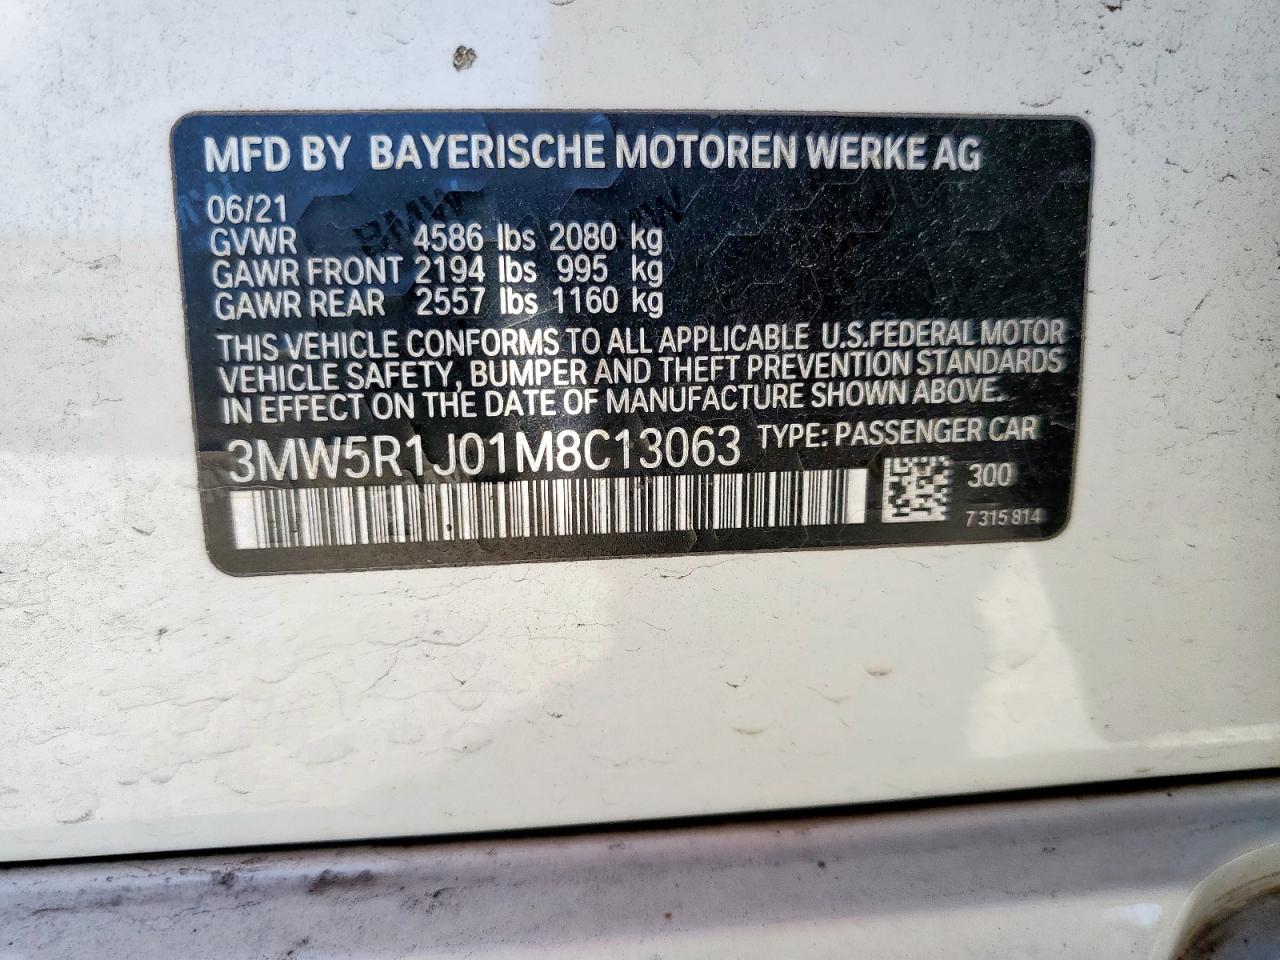 MFD BY BAYERISCHE MOTOREN WERKE AG
06/21
GVWR 4586 lbs 2080 kg
GAWR FRONT 2194 lbs 995 kg
GAWR REAR 2557 lbs 1160 kg
THIS VEHICLE CONFORMS TO ALL APPLICABLE U.S.FEDERAL MOTOR
VEHICLE SAFETY, BUMPER AND THEFT PREVENTION STANDARDS
IN EFFECT ON THE DATE OF MANUFACTURE SHOWN ABOVE.
3MW5R1J01M8C13063 TYPE: PASSENGER CAR
300
7 315 814
BMW